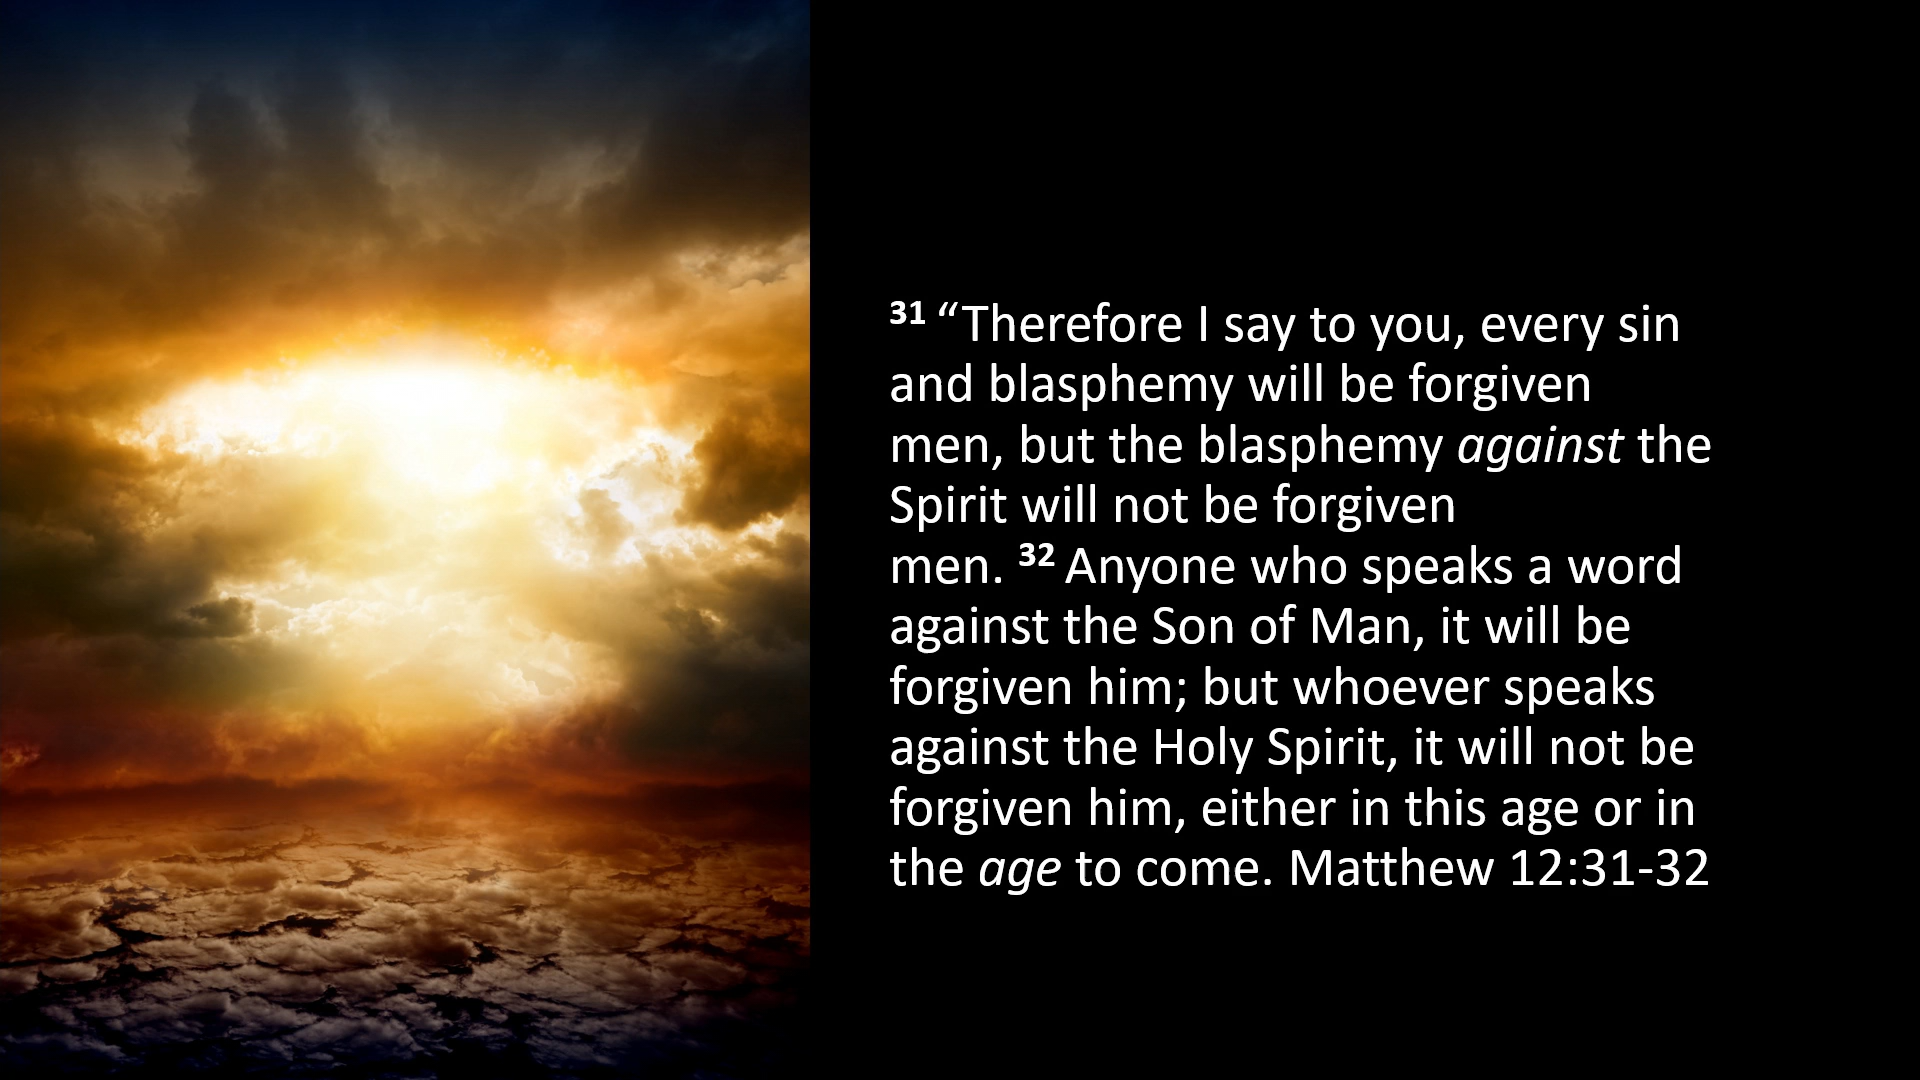 31 “Therefore I say to you, every sin
and blasphemy will be forgiven
men, but the blasphemy against the
Spirit will not be forgiven
men. 32 Anyone who speaks a word
against the Son of Man, it will be
forgiven him; but whoever speaks
against the Holy Spirit, it will not be
forgiven him, either in this age or in
the age to come. Matthew 12:31-32